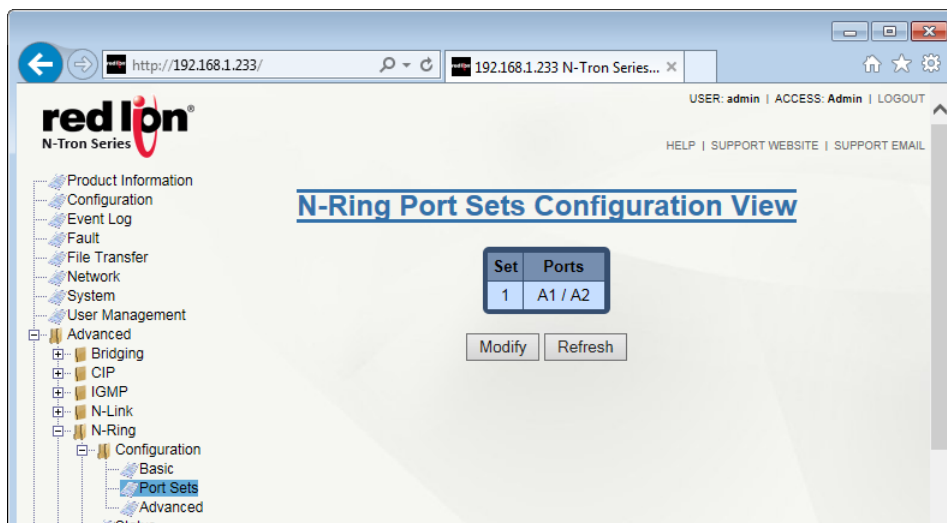 http://192.168.1.233/
192.168.1.233 N-Tron Series...
USER: admin | ACCESS: Admin | LOGOUT
red lion®
N-Tron Series
HELP | SUPPORT WEBSITE | SUPPORT EMAIL
Product Information
Configuration
Event Log
Fault
File Transfer
Network
System
User Management
Advanced
Bridging
CIP
IGMP
N-Link
N-Ring
Configuration
Basic
Port Sets
Advanced
N-Ring Port Sets Configuration View
Set Ports
1 A1 / A2
Modify Refresh